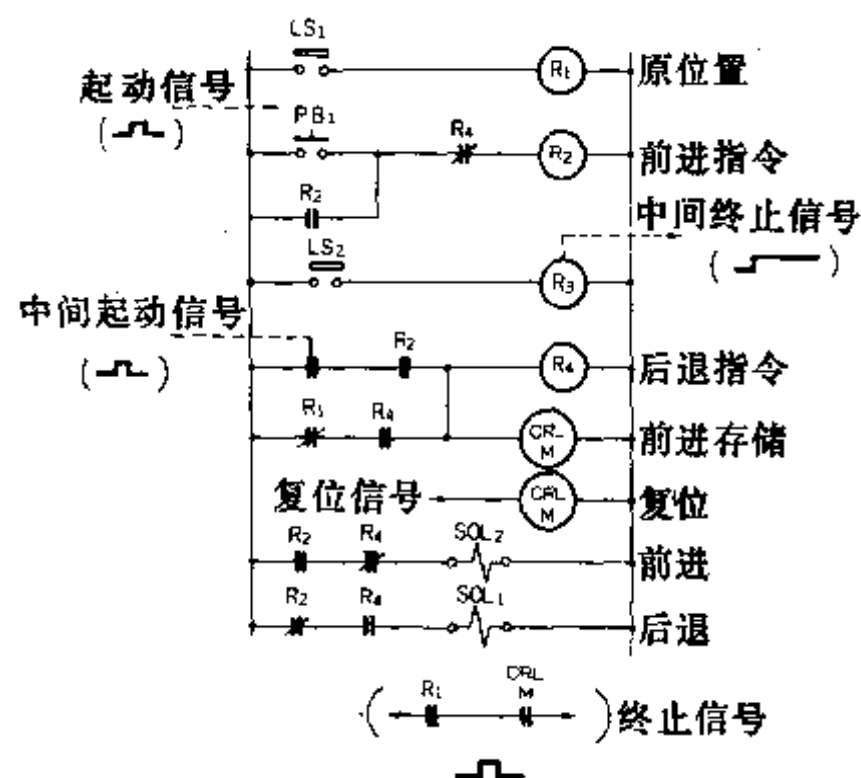 LS₁
R₁ 原位置
起动信号
PB₁
R₄
R₂ 前进指令
R₂
中间终止信号
LS₂
R₃
中间起动信号
R₂
R₄ 后退指令
R₄
CRL M 前进存储
复位信号 CRL M 复位
R₂ R₄ SOL₂ 前进
R₂ R₄ SOL₁ 后退
R₁ CRL M 终止信号